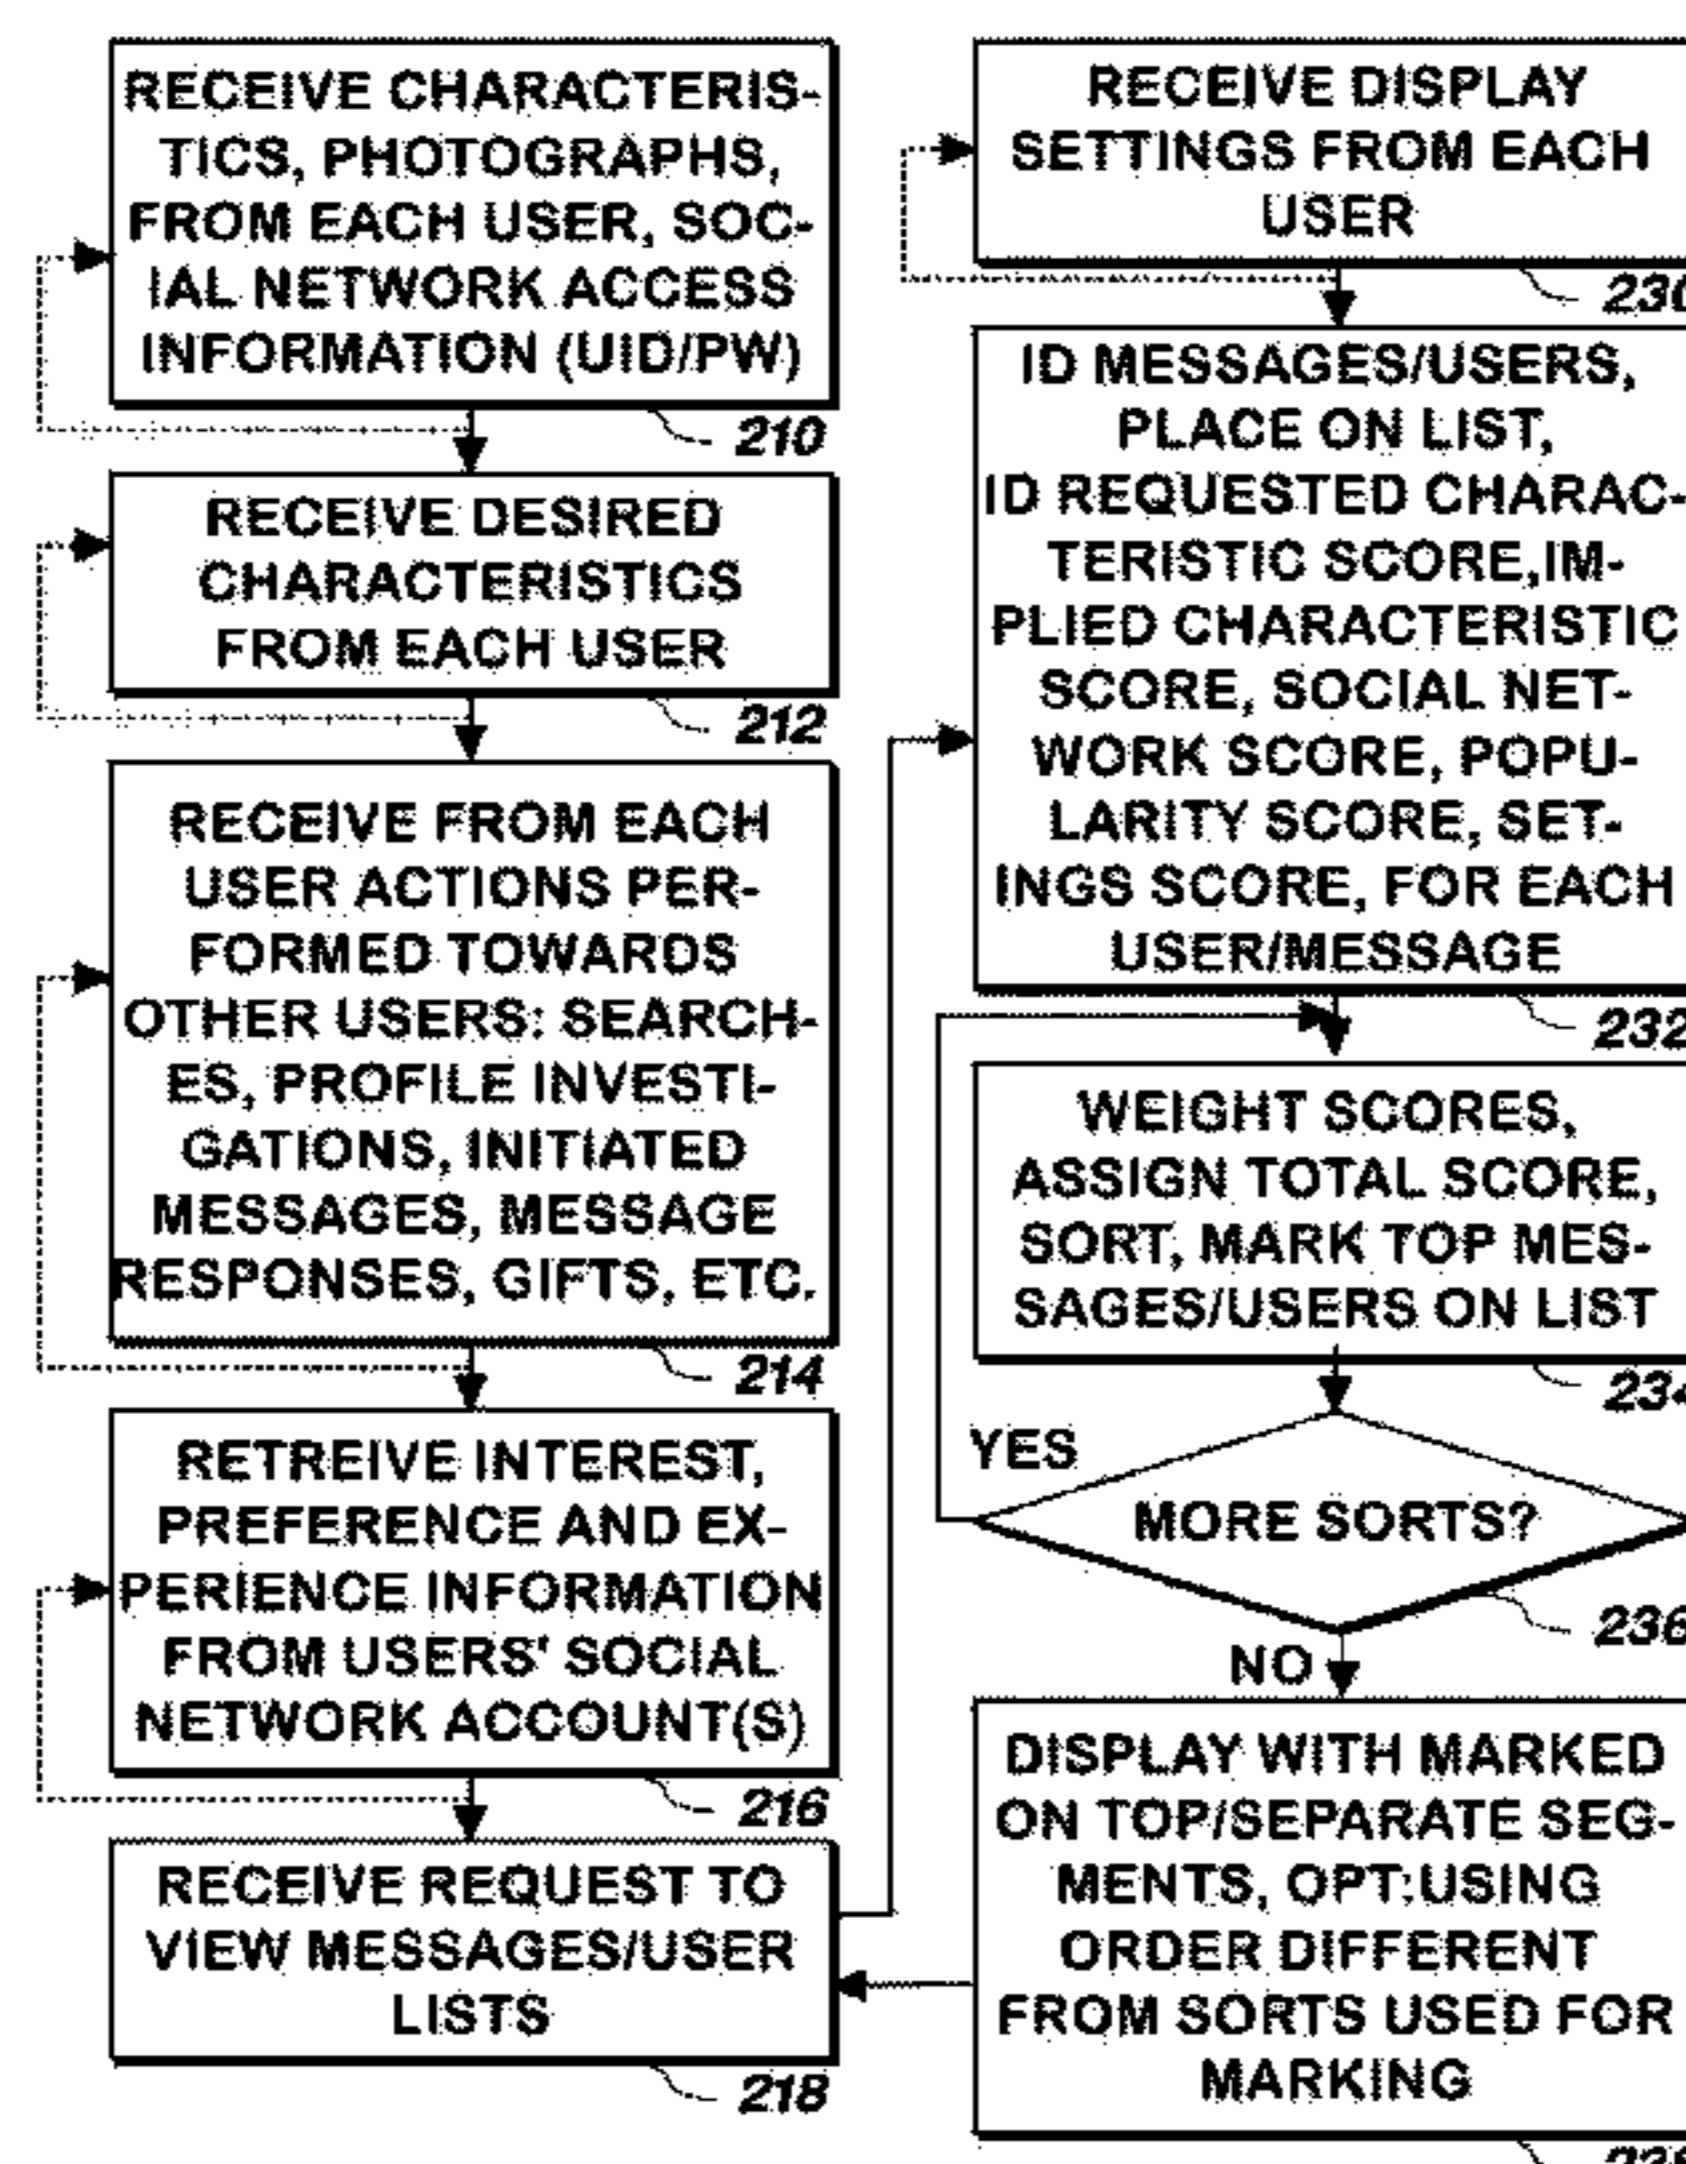 RECEIVE CHARACTERIS-
TICS, PHOTOGRAPHS,
FROM EACH USER, SOC-
IAL NETWORK ACCESS
INFORMATION (UID/PW)
210
RECEIVE DESIRED
CHARACTERISTICS
FROM EACH USER
212
RECEIVE FROM EACH
USER ACTIONS PER-
FORMED TOWARDS
OTHER USERS: SEARCH-
ES, PROFILE INVESTI-
GATIONS, INITIATED
MESSAGES, MESSAGE
RESPONSES, GIFTS, ETC.
214
RETREIVE INTEREST,
PREFERENCE AND EX-
PERIENCE INFORMATION
FROM USERS' SOCIAL
NETWORK ACCOUNT(S)
216
RECEIVE REQUEST TO
VIEW MESSAGES/USER
LISTS
218
RECEIVE DISPLAY
SETTINGS FROM EACH
USER
230
ID MESSAGES/USERS,
PLACE ON LIST,
ID REQUESTED CHARAC-
TERISTIC SCORE,IM-
PLIED CHARACTERISTIC
SCORE, SOCIAL NET-
WORK SCORE, POPU-
LARITY SCORE, SET-
INGS SCORE, FOR EACH
USER/MESSAGE
232
WEIGHT SCORES,
ASSIGN TOTAL SCORE,
SORT, MARK TOP MES-
SAGES/USERS ON LIST
234
YES
MORE SORTS?
236
NO
DISPLAY WITH MARKED
ON TOP/SEPARATE SEG-
MENTS, OPT:USING
ORDER DIFFERENT
FROM SORTS USED FOR
MARKING